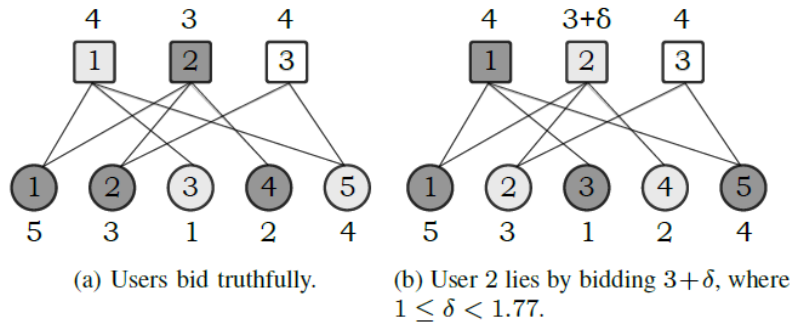 4 3 4
1 2 3
1 2 3 4 5
5 3 1 2 4
(a) Users bid truthfully.
4 3+δ 4
1 2 3
1 2 3 4 5
5 3 1 2 4
(b) User 2 lies by bidding 3+δ, where
1 ≤ δ < 1.77.